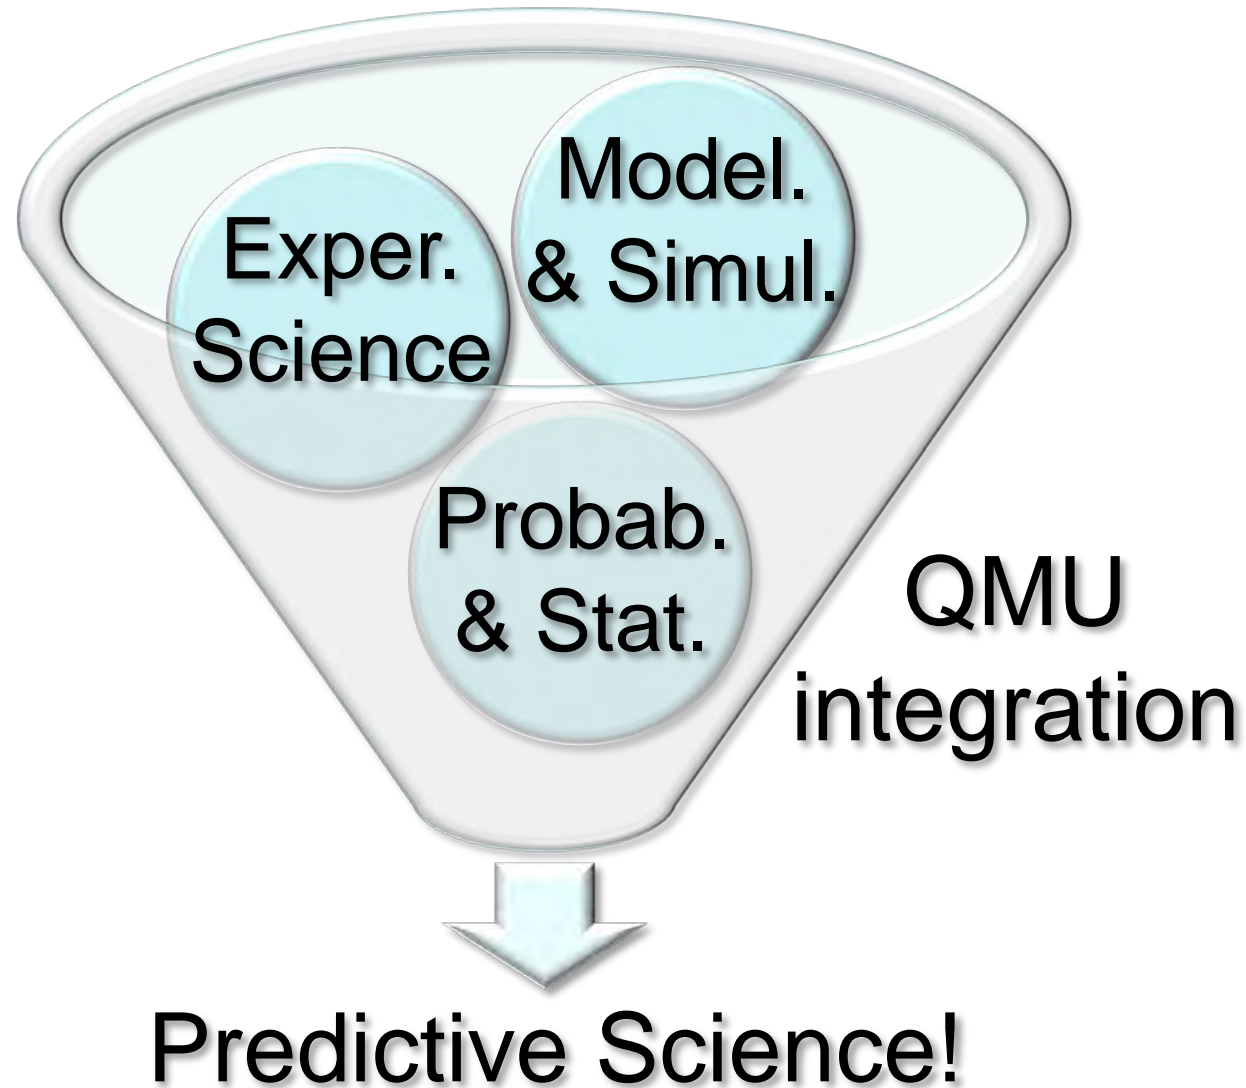 Model.
& Simul.
Exper.
Science
Probab.
& Stat.
QMU
integration
Predictive Science!